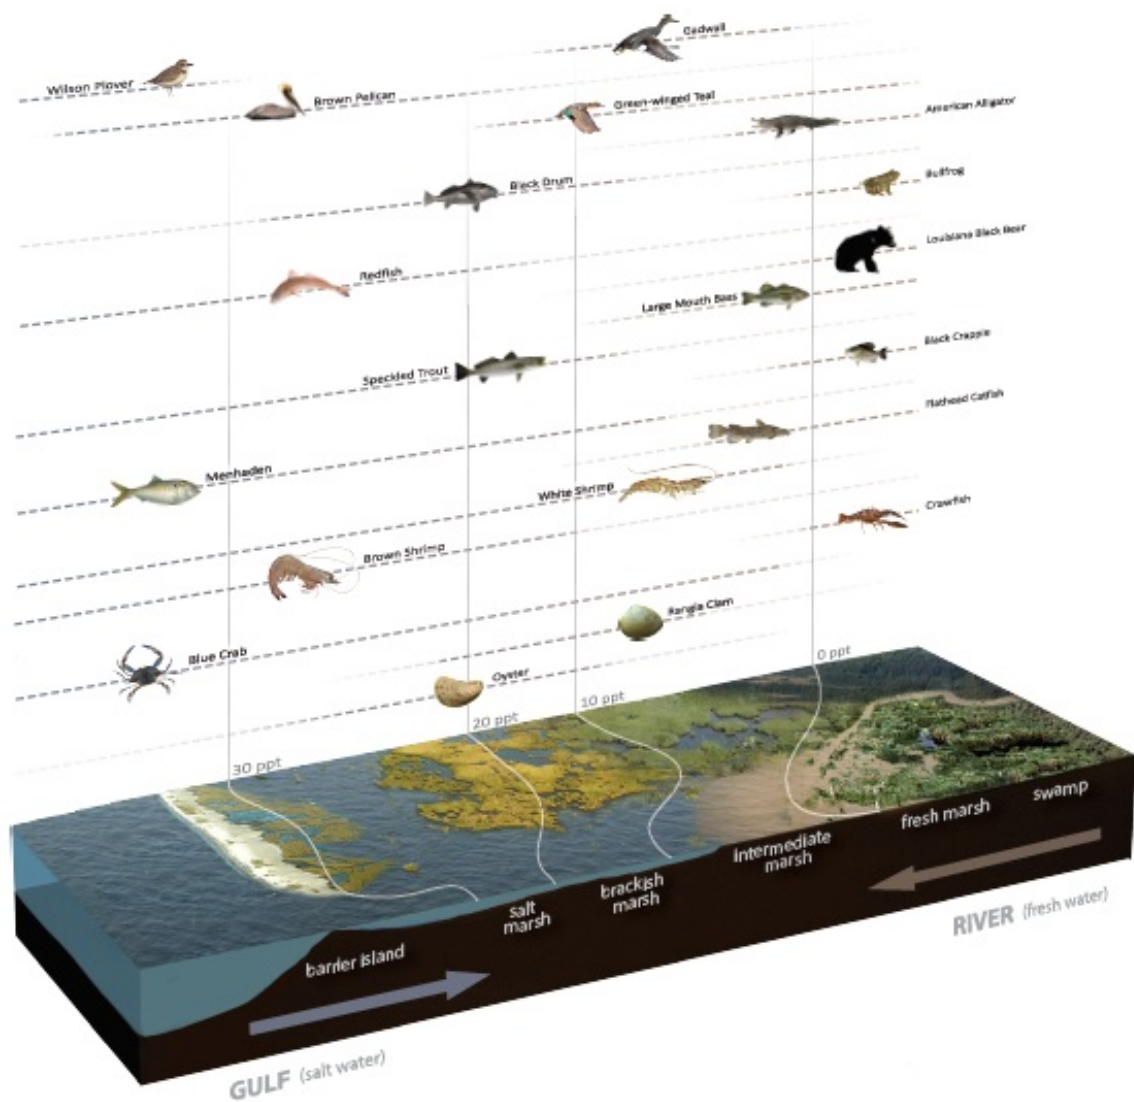 Gadwall
Wilson Plover
Brown Pelican
Green-winged Teal
American Alligator
Black Drum
Bullfrog
Louisiana Black Bear
Redfish
Large Mouth Bass
Black Crappie
Speckled Trout
Flathead Catfish
Menhaden
White Shrimp
Crawfish
Brown Shrimp
Rangia Clam
Blue Crab
Oyster
0 ppt
10 ppt
20 ppt
30 ppt
swamp
fresh marsh
intermediate
marsh
brackish
marsh
salt
marsh
barrier island
RIVER (fresh water)
GULF (salt water)